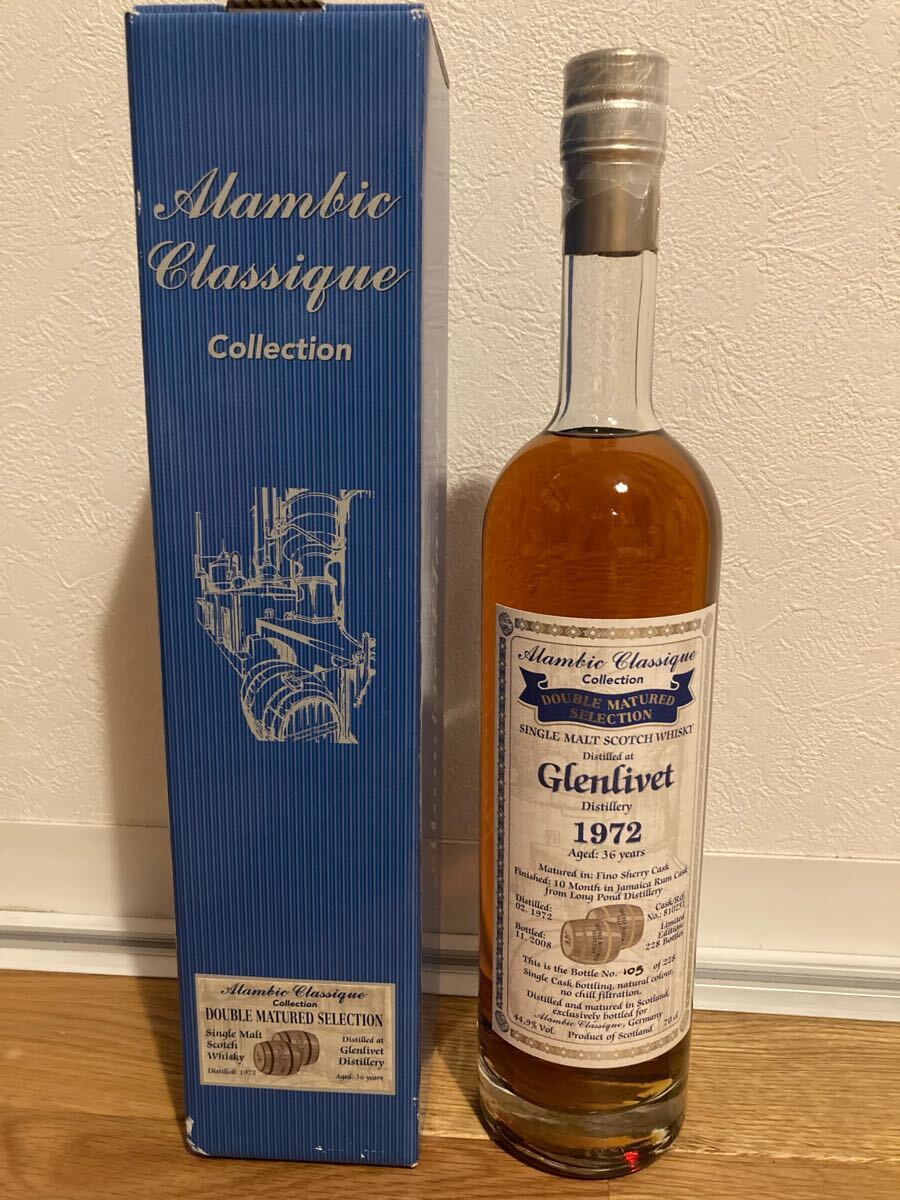 Alambic
Classique
Collection
Alambic Classique
Collection
DOUBLE MATURED SELECTION
Single Malt
Scotch
Whisky
Distilled: 1972
Distilled at
Glenlivet
Distillery
Aged: 36 years
Alambic Classique
Collection
DOUBLE MATURED
SELECTION
SINGLE MALT SCOTCH WHISKY
Distilled at
Glenlivet
Distillery
1972
Aged: 36 years
Matured in: Fino Sherry Cask
Finished: 10 Month in Jamaica Rum Cask
from Long Pond Distillery
Distilled:
02. 1972
Bottled:
11. 2008
Cask/Ref.
No.: 810251
Limited
Edition:
228 Bottles
This is the Bottle No. 105 of 228
Single Cask bottling, natural colour,
no chill filtration.
Distilled and matured in Scotland,
exclusively bottled for
Alambic Classique, Germany
44,9% Vol. Product of Scotland 70 cl